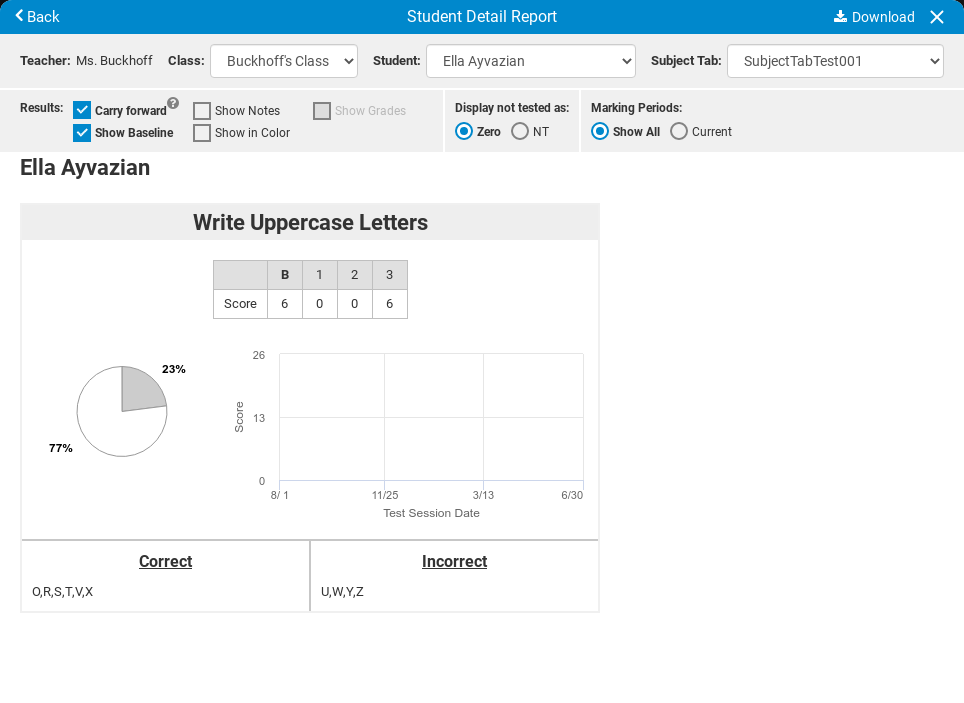 Back
Student Detail Report
Download
Teacher: Ms. Buckhoff Class: Buckhoff's Class Student: Ella Ayvazian Subject Tab: SubjectTabTest001
Results: Carry forward ? Show Notes Show Grades
Show Baseline Show in Color
Display not tested as:
Zero NT
Marking Periods:
Show All Current
Ella Ayvazian
Write Uppercase Letters
B 1 2 3
Score 6 0 0 6
23%
77%
26
13
0
Score
8/ 1 11/25 3/13 6/30
Test Session Date
Correct
O,R,S,T,V,X
Incorrect
U,W,Y,Z